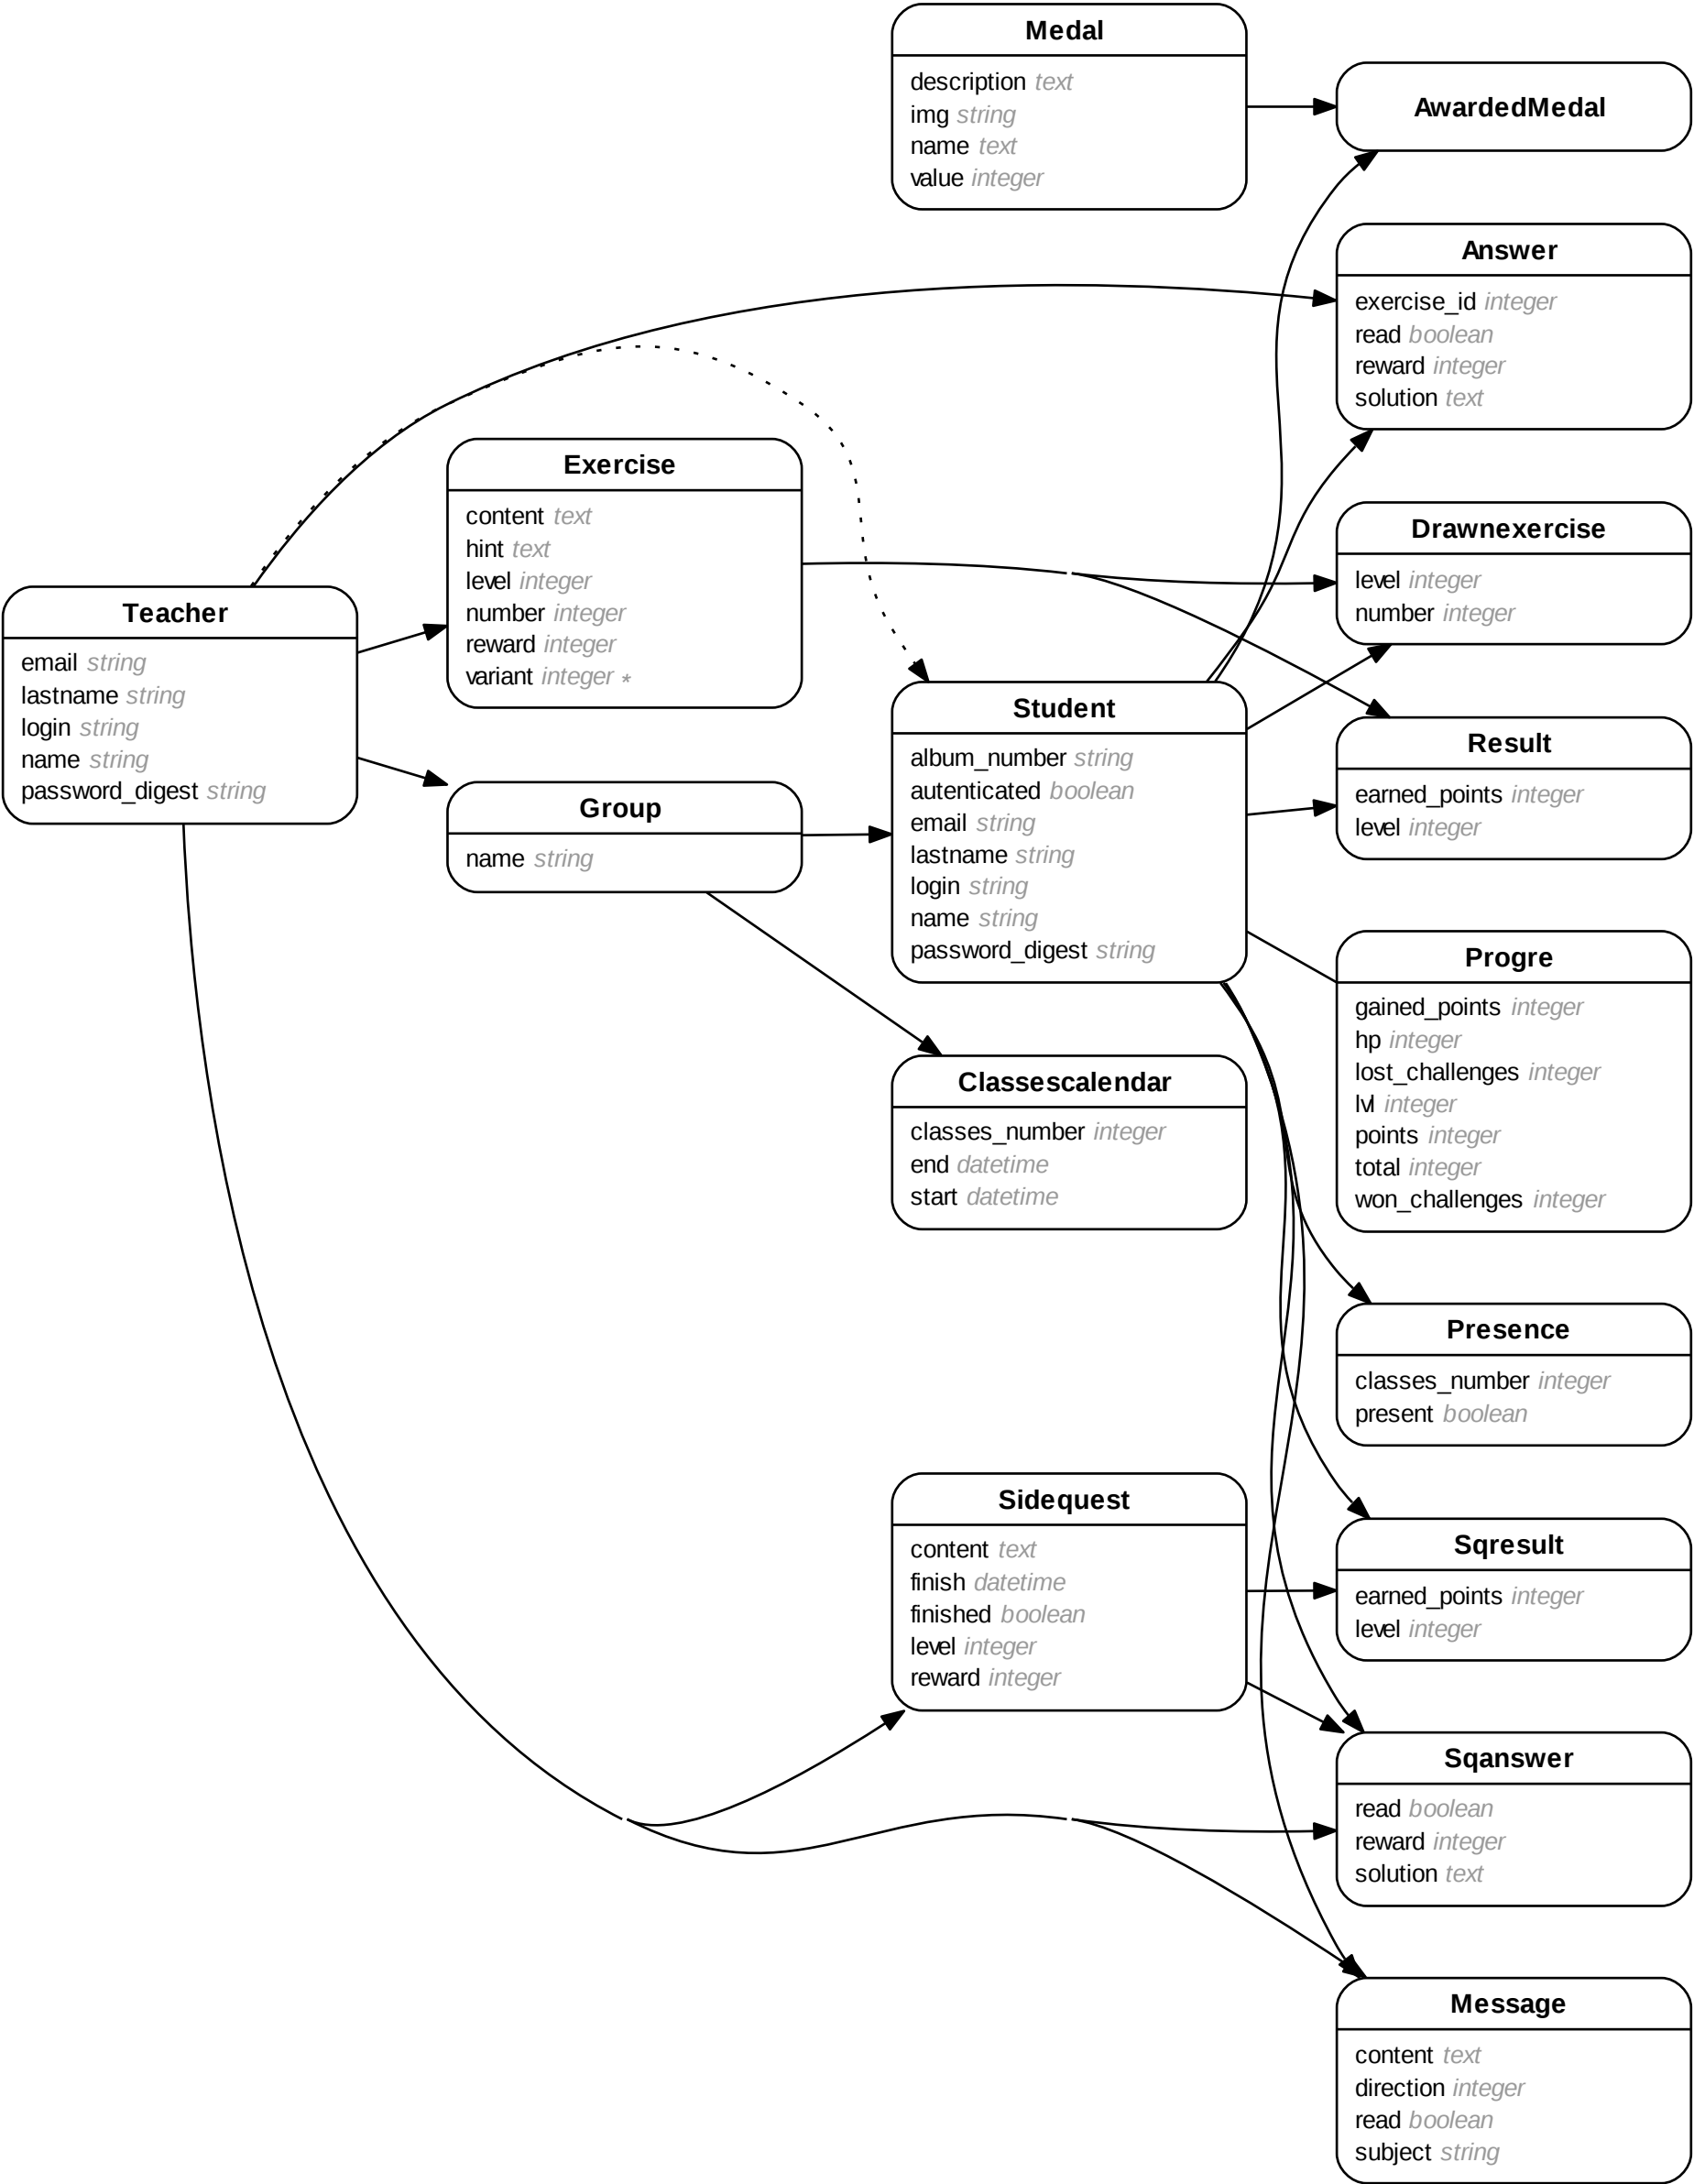 Medal
description text
img string
name text
value integer
AwardedMedal
Answer
exercise_id integer
read boolean
reward integer
solution text
Exercise
content text
hint text
level integer
number integer
reward integer
variant integer *
Drawnexercise
level integer
number integer
Teacher
email string
lastname string
login string
name string
password_digest string
Student
album_number string
autenticated boolean
email string
lastname string
login string
name string
password_digest string
Result
earned_points integer
level integer
Group
name string
Progre
gained_points integer
hp integer
lost_challenges integer
lvl integer
points integer
total integer
won_challenges integer
Classescalendar
classes_number integer
end datetime
start datetime
Presence
classes_number integer
present boolean
Sidequest
content text
finish datetime
finished boolean
level integer
reward integer
Sqresult
earned_points integer
level integer
Sqanswer
read boolean
reward integer
solution text
Message
content text
direction integer
read boolean
subject string